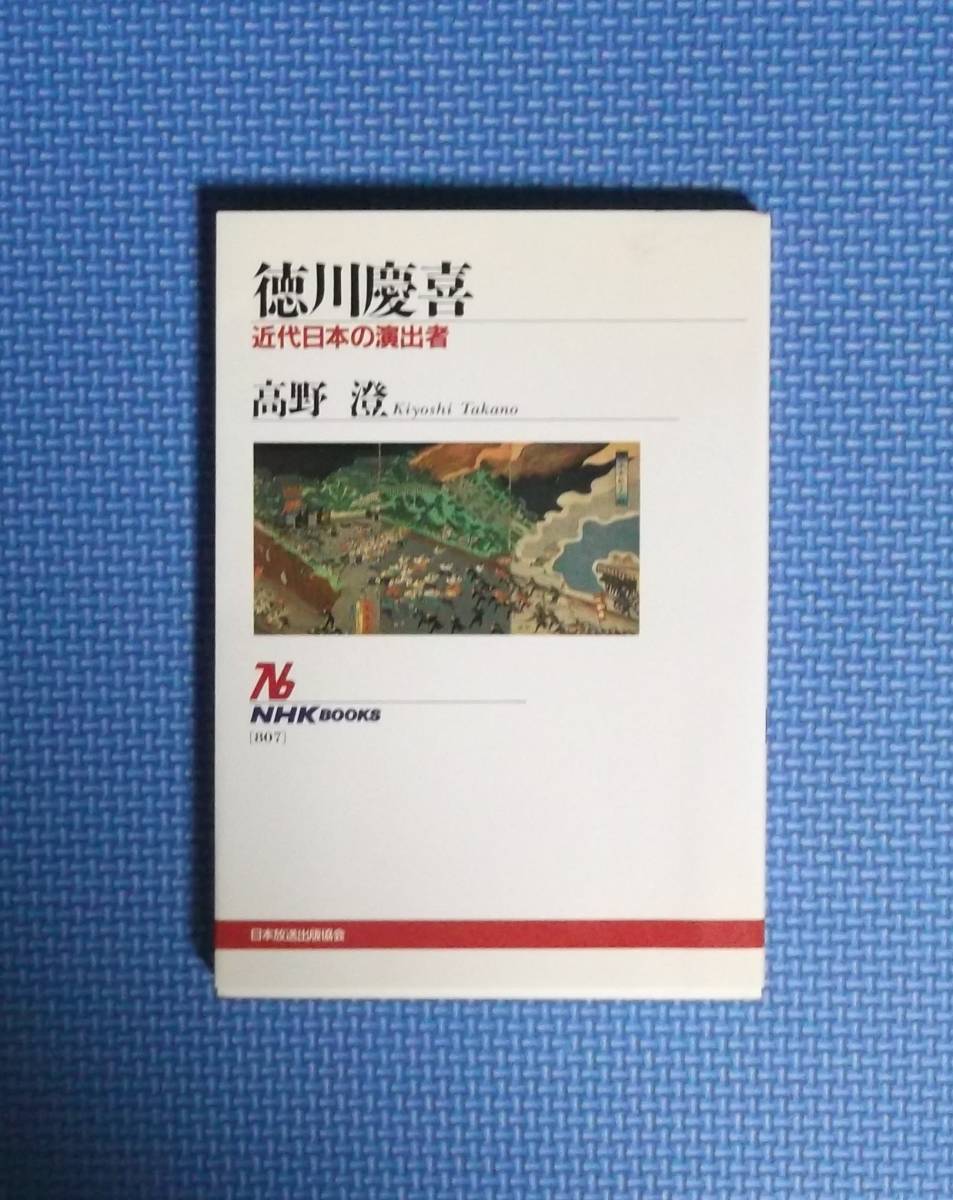 徳川慶喜
近代日本の演出者
高野 澄 Kiyoshi Takano
NHK BOOKS
[807]
日本放送出版協会